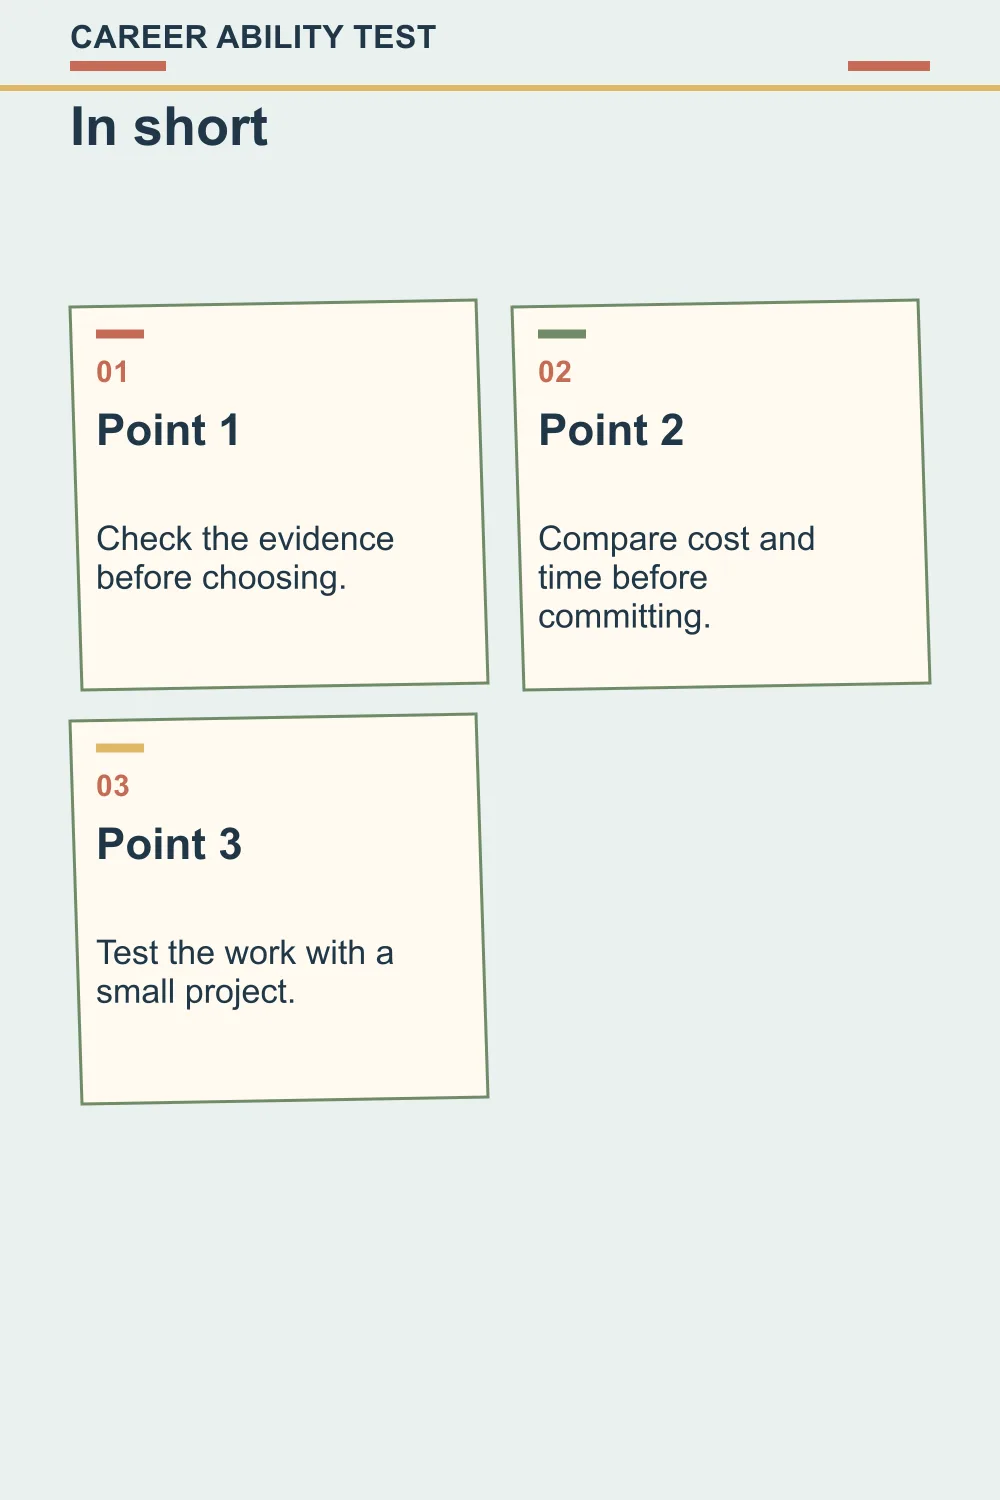 CAREER ABILITY TEST
In short
01
Point 1
Check the evidence
before choosing.
02
Point 2
Compare cost and
time before
committing.
03
Point 3
Test the work with a
small project.